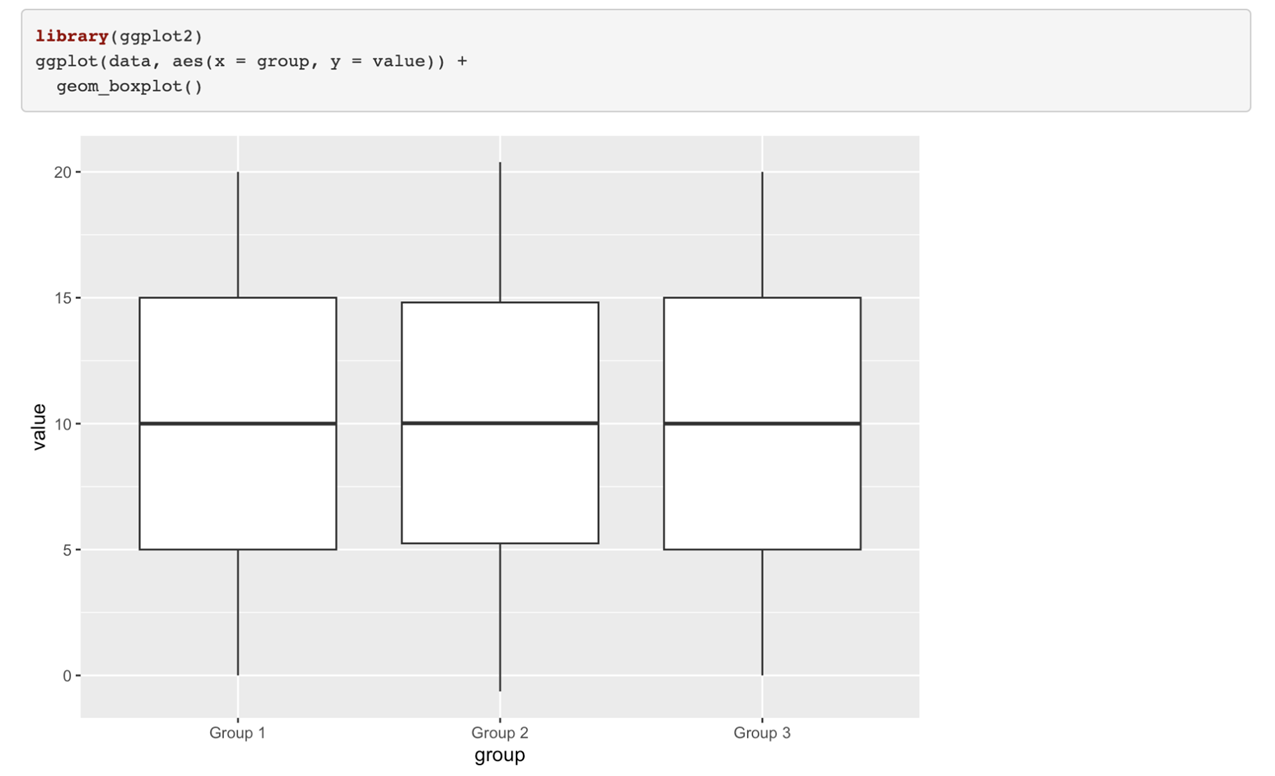 library(ggplot2)
ggplot(data, aes(x = group, y = value)) +
  geom_boxplot()
20
15
value
10
5
0
Group 1 Group 2 Group 3
group